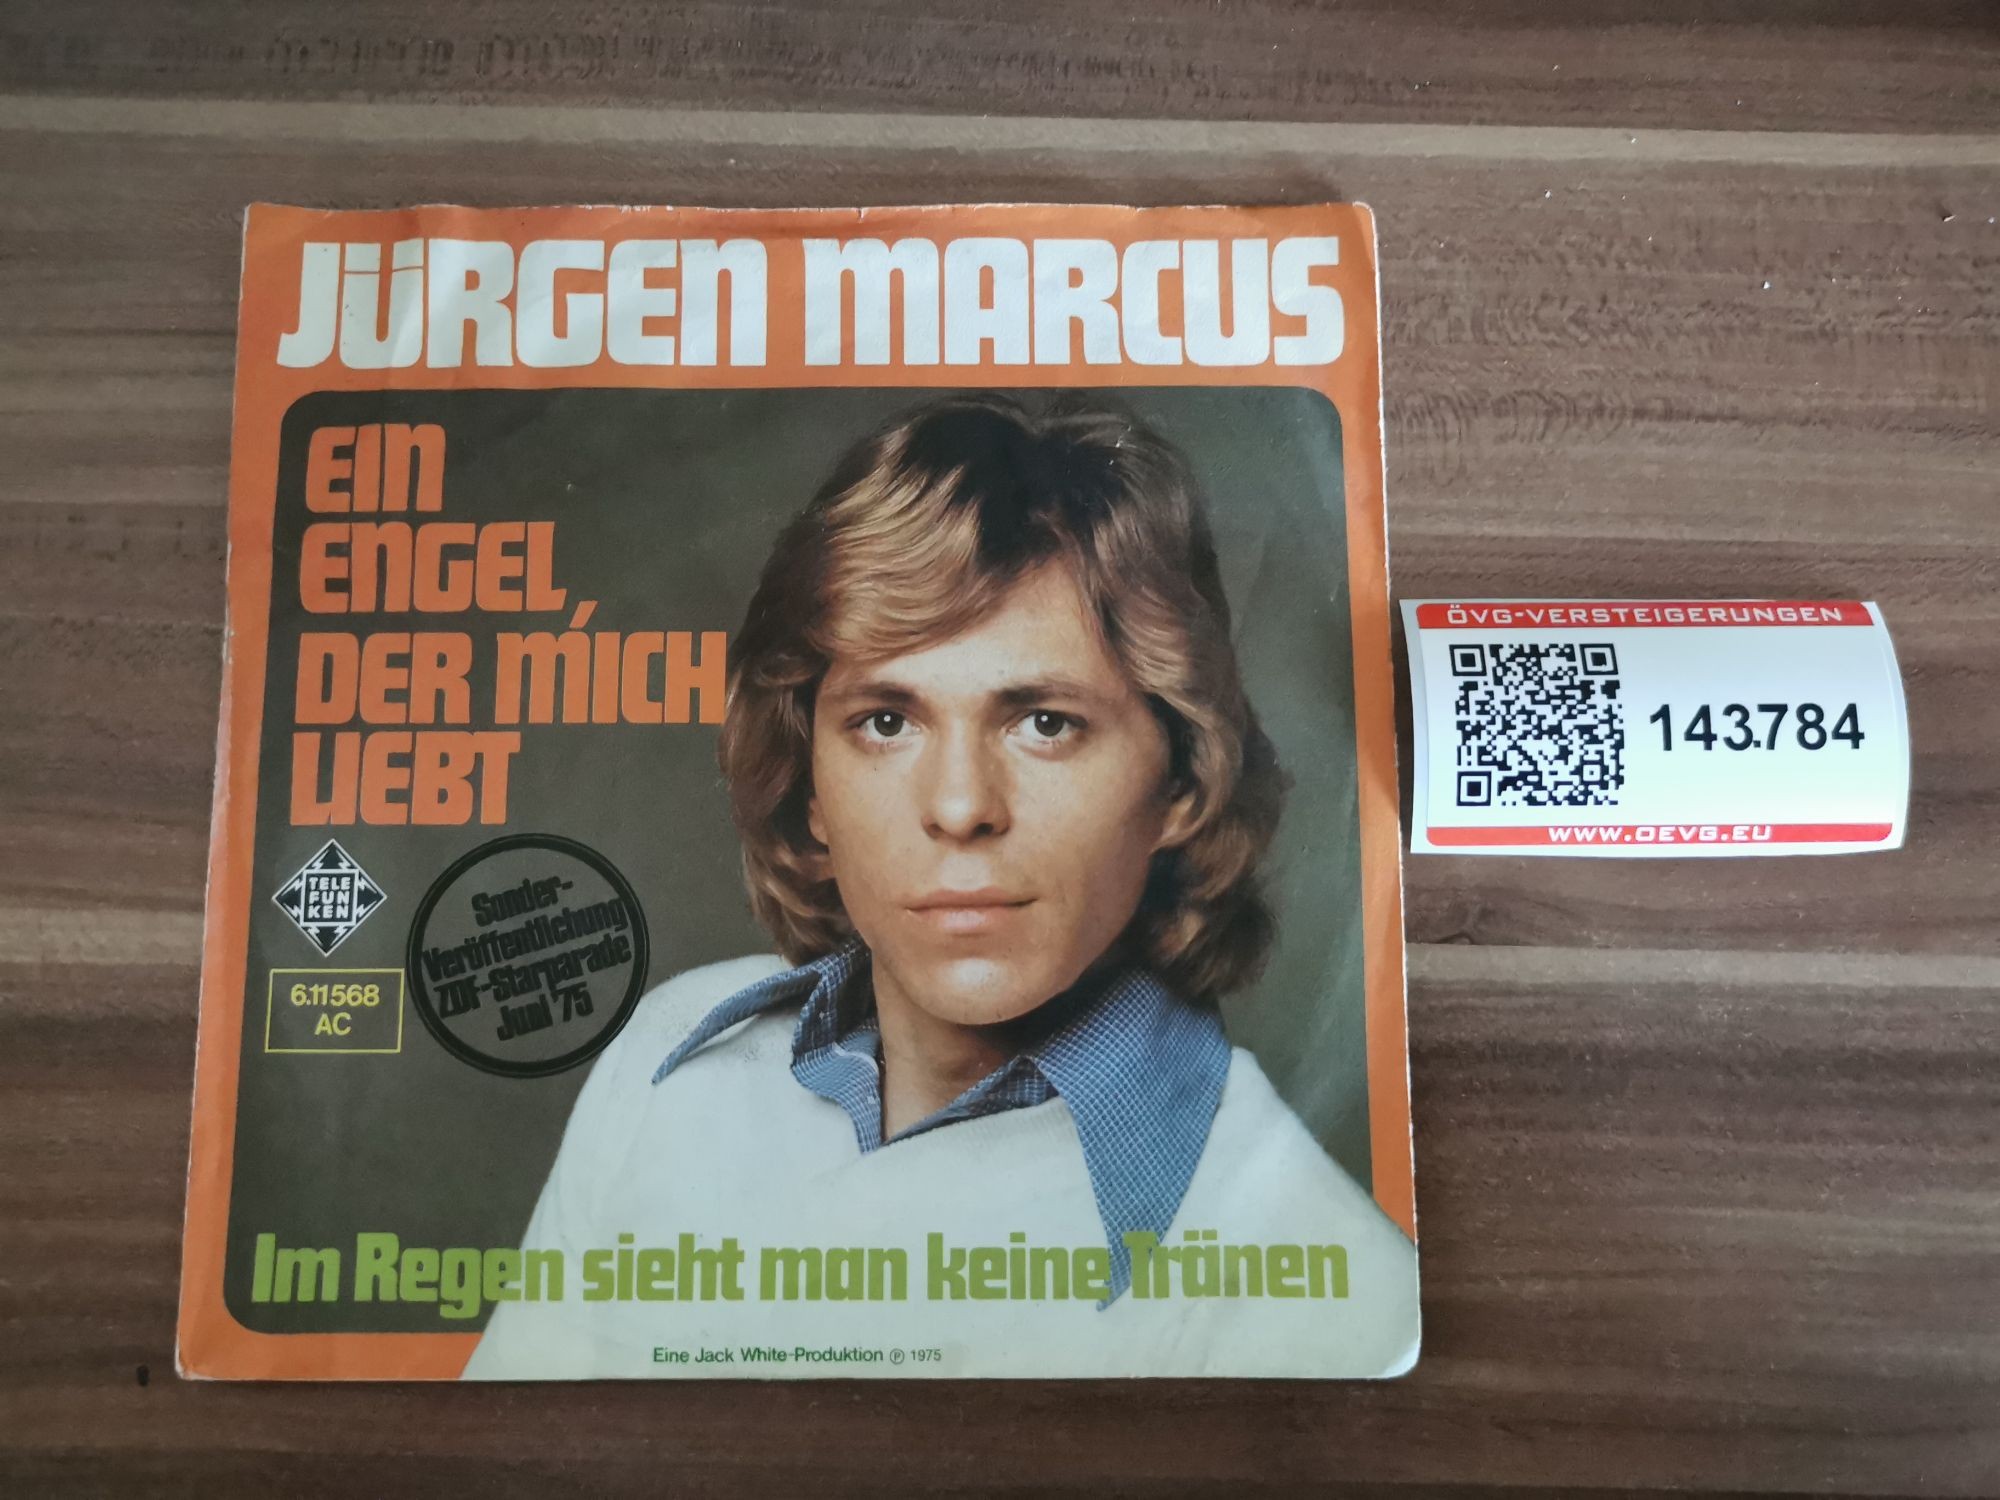 JÜRGEN MARCUS
EIN
ENGEL,
DER MICH
LIEBT
TELE
FUN
KEN
6.11568
AC
Sonder-
Veröffentlichung
ZDF-Starparade
Juni '75
Im Regen sieht man keine Tränen
Eine Jack White-Produktion ℗ 1975
ÖVG-VERSTEIGERUNGEN
143.784
WWW.OEVG.EU